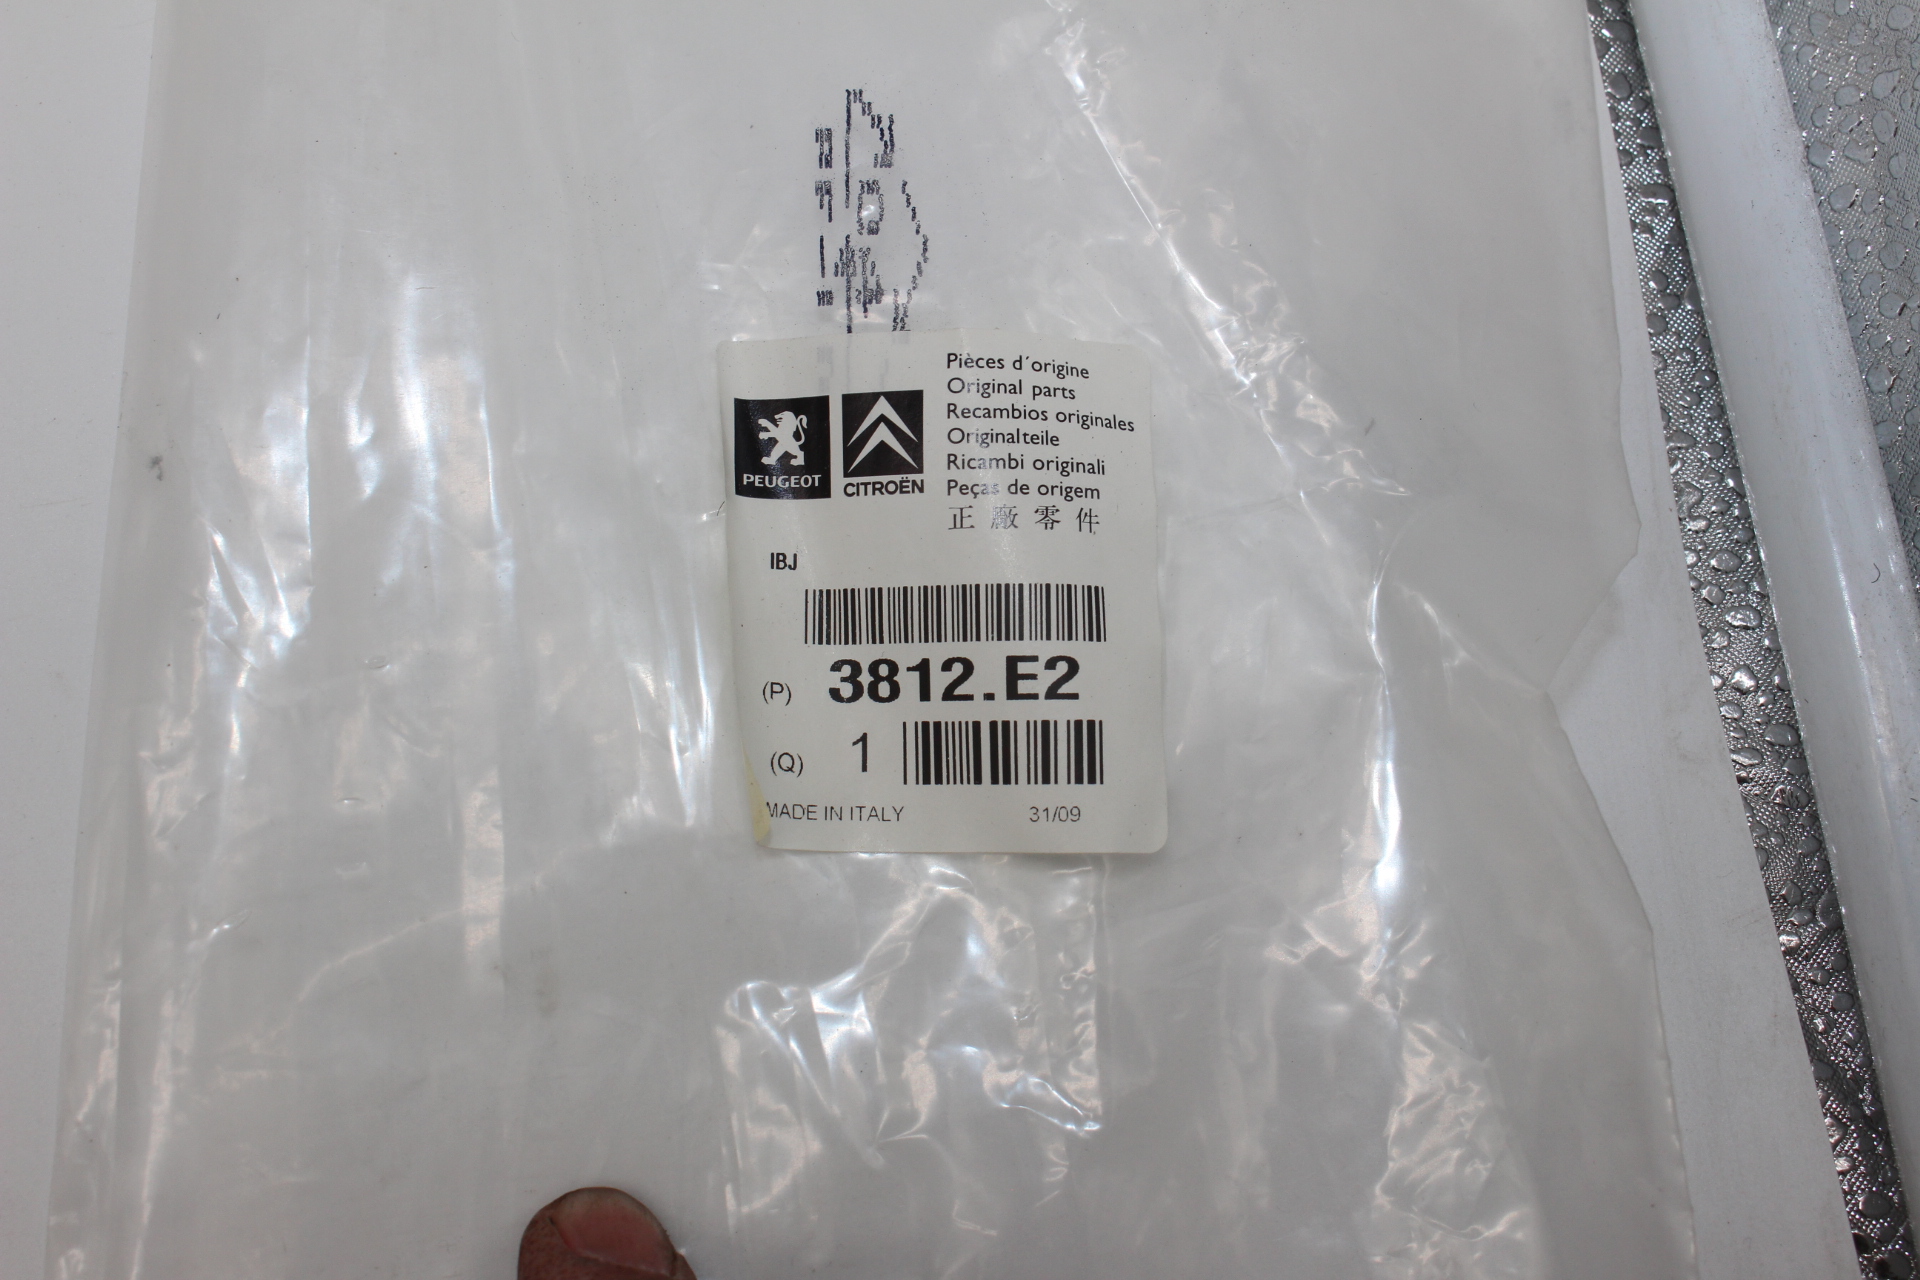 PEUGEOT
CITROËN
Pièces d'origine
Original parts
Recambios originales
Originalteile
Ricambi originali
Peças de origem
正廠零件
IBJ
(P) 3812.E2
(Q) 1
MADE IN ITALY 31/09